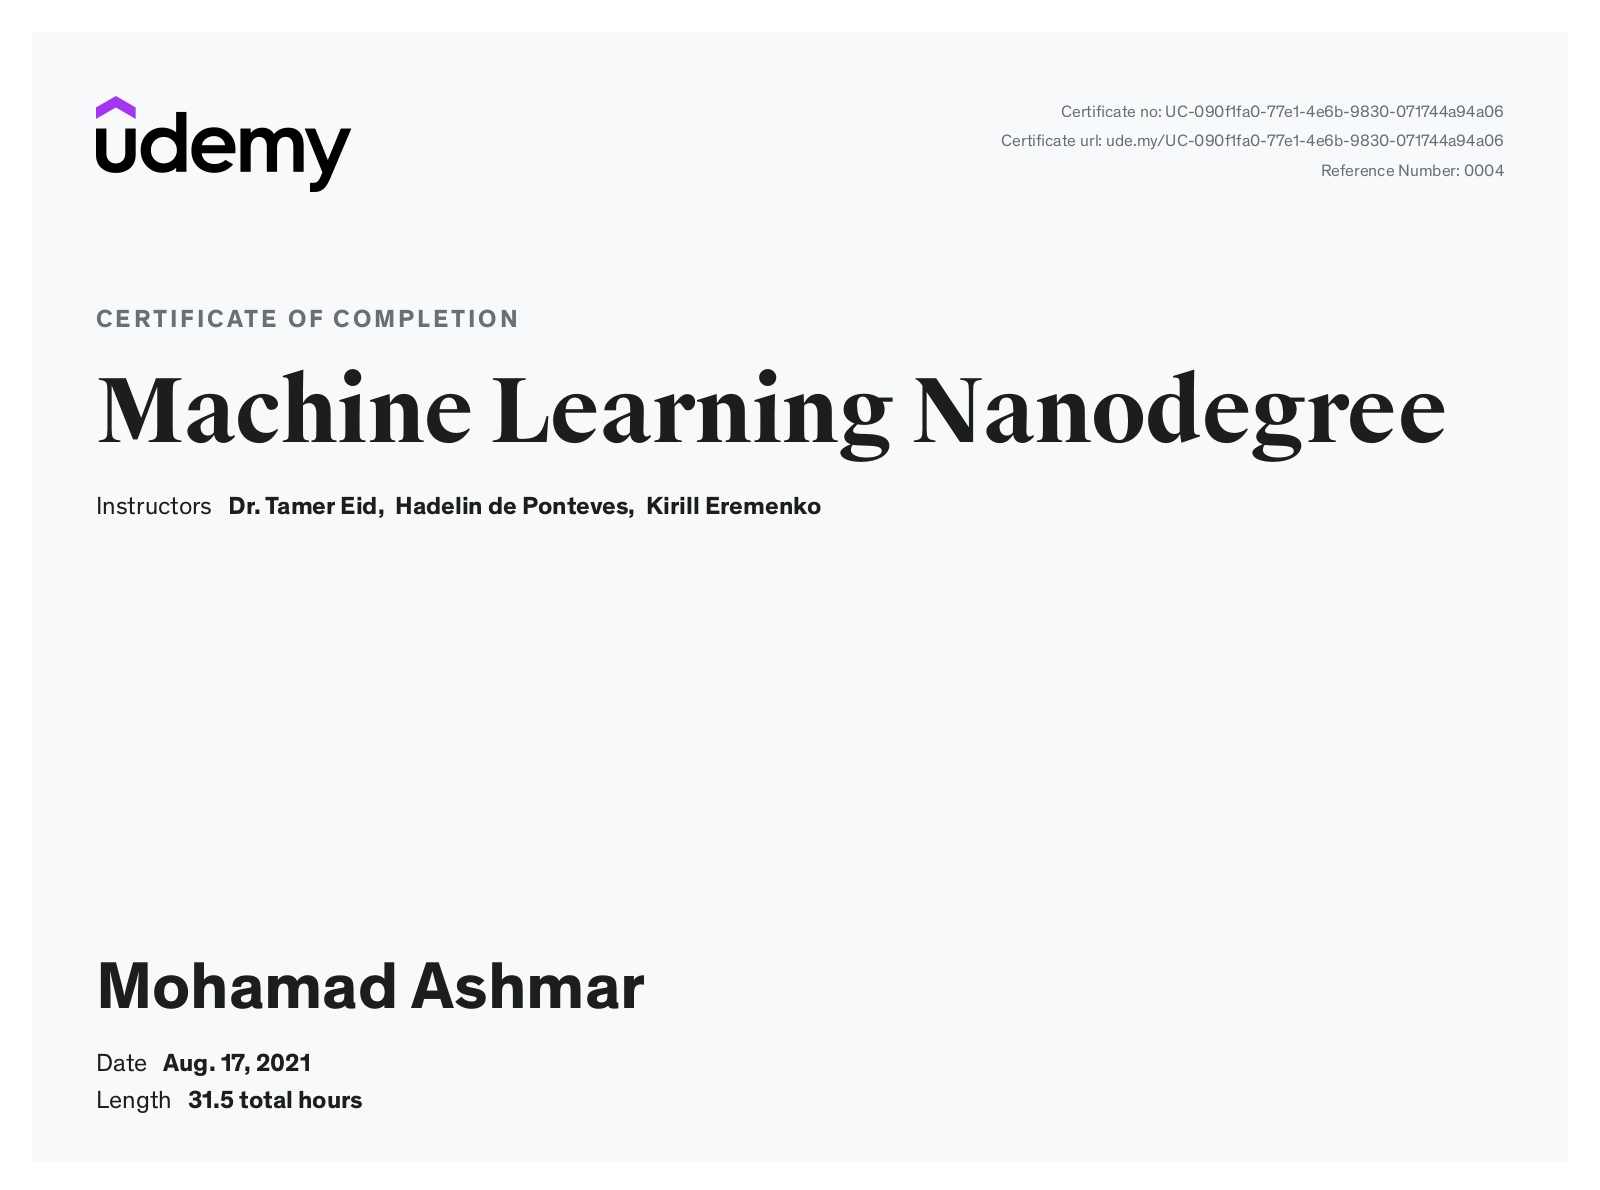 udemy
Certificate no: UC-090f1fa0-77e1-4e6b-9830-071744a94a06
Certificate url: ude.my/UC-090f1fa0-77e1-4e6b-9830-071744a94a06
Reference Number: 0004
CERTIFICATE OF COMPLETION
Machine Learning Nanodegree
Instructors Dr. Tamer Eid, Hadelin de Ponteves, Kirill Eremenko
Mohamad Ashmar
Date Aug. 17, 2021
Length 31.5 total hours